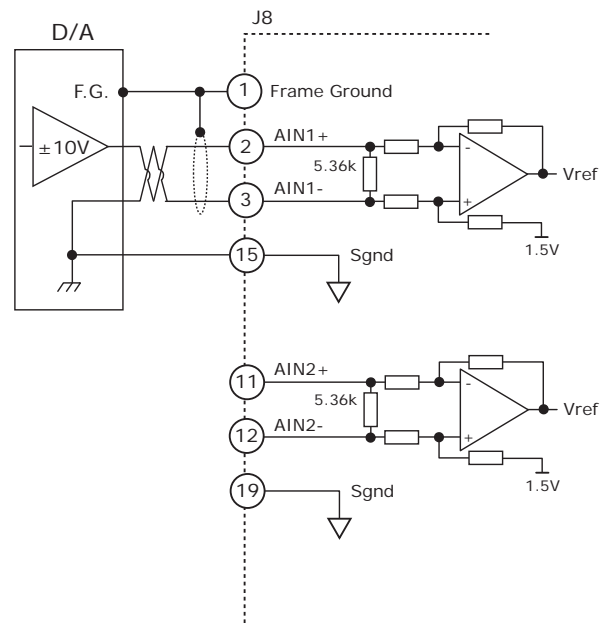 J8
D/A
F.G.
1
Frame Ground
±10V
2
AIN1+
5.36k
-
+
Vref
3
AIN1-
1.5V
15
Sgnd
11
AIN2+
5.36k
-
+
Vref
12
AIN2-
1.5V
19
Sgnd